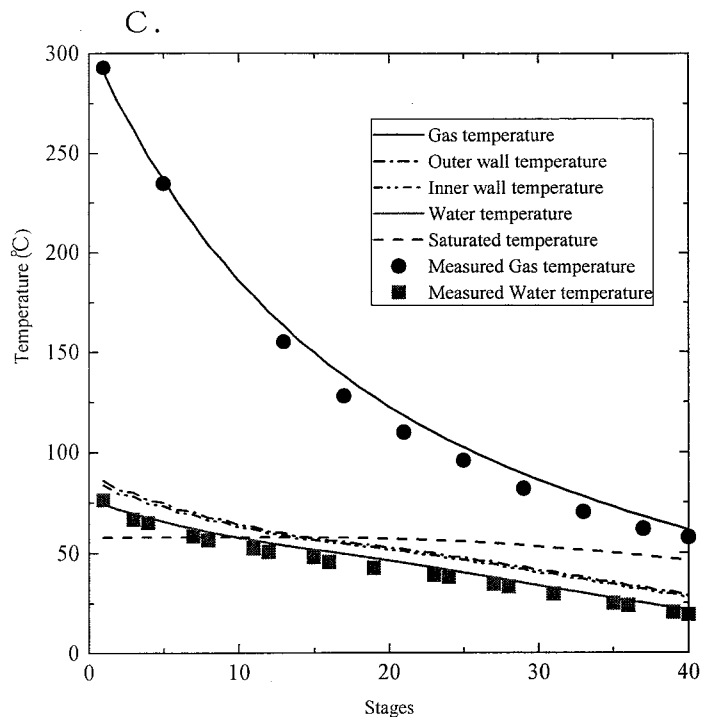 C.
300
250
200
150
100
50
0
Temperature (°C)
Gas temperature
Outer wall temperature
Inner wall temperature
Water temperature
Saturated temperature
Measured Gas temperature
Measured Water temperature
0 10 20 30 40
Stages